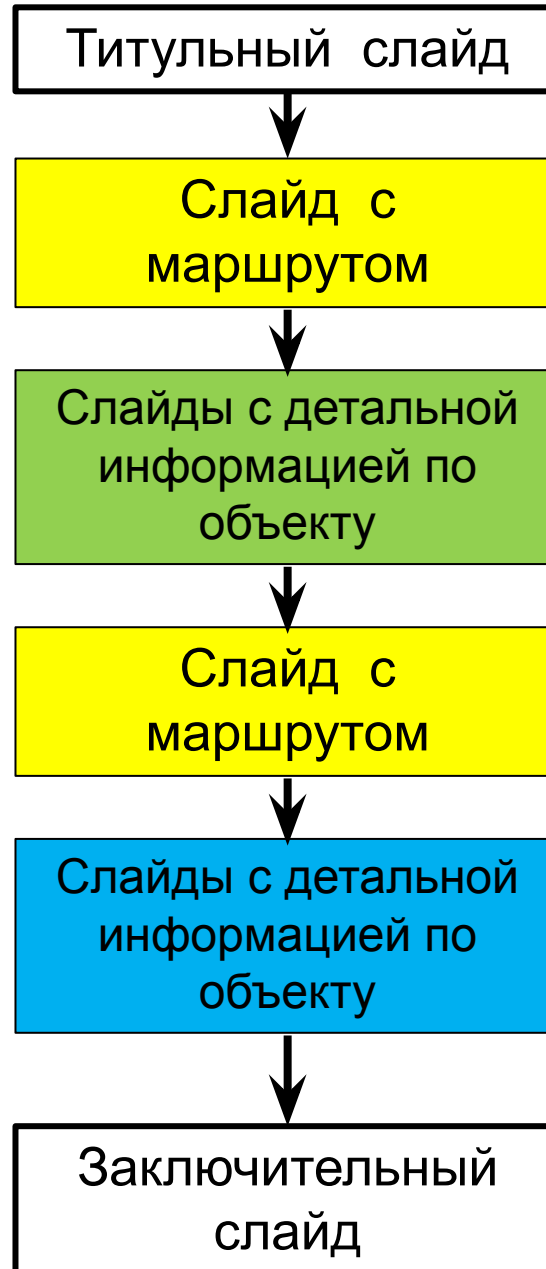 Титульный слайд
Слайд с
маршрутом
Слайды с детальной
информацией по
объекту
Слайд с
маршрутом
Слайды с детальной
информацией по
объекту
Заключительный
слайд